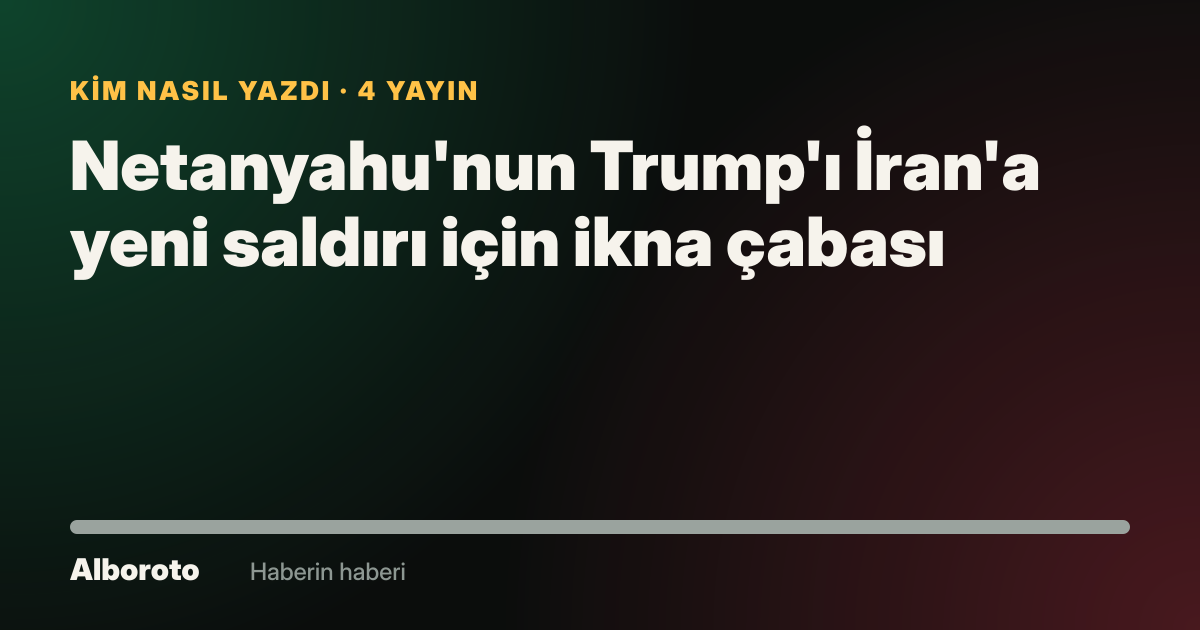 KİM NASIL YAZDI · 4 YAYIN
Netanyahu'nun Trump'ı İran'a
yeni saldırı için ikna çabası
Alboroto
Haberin haberi